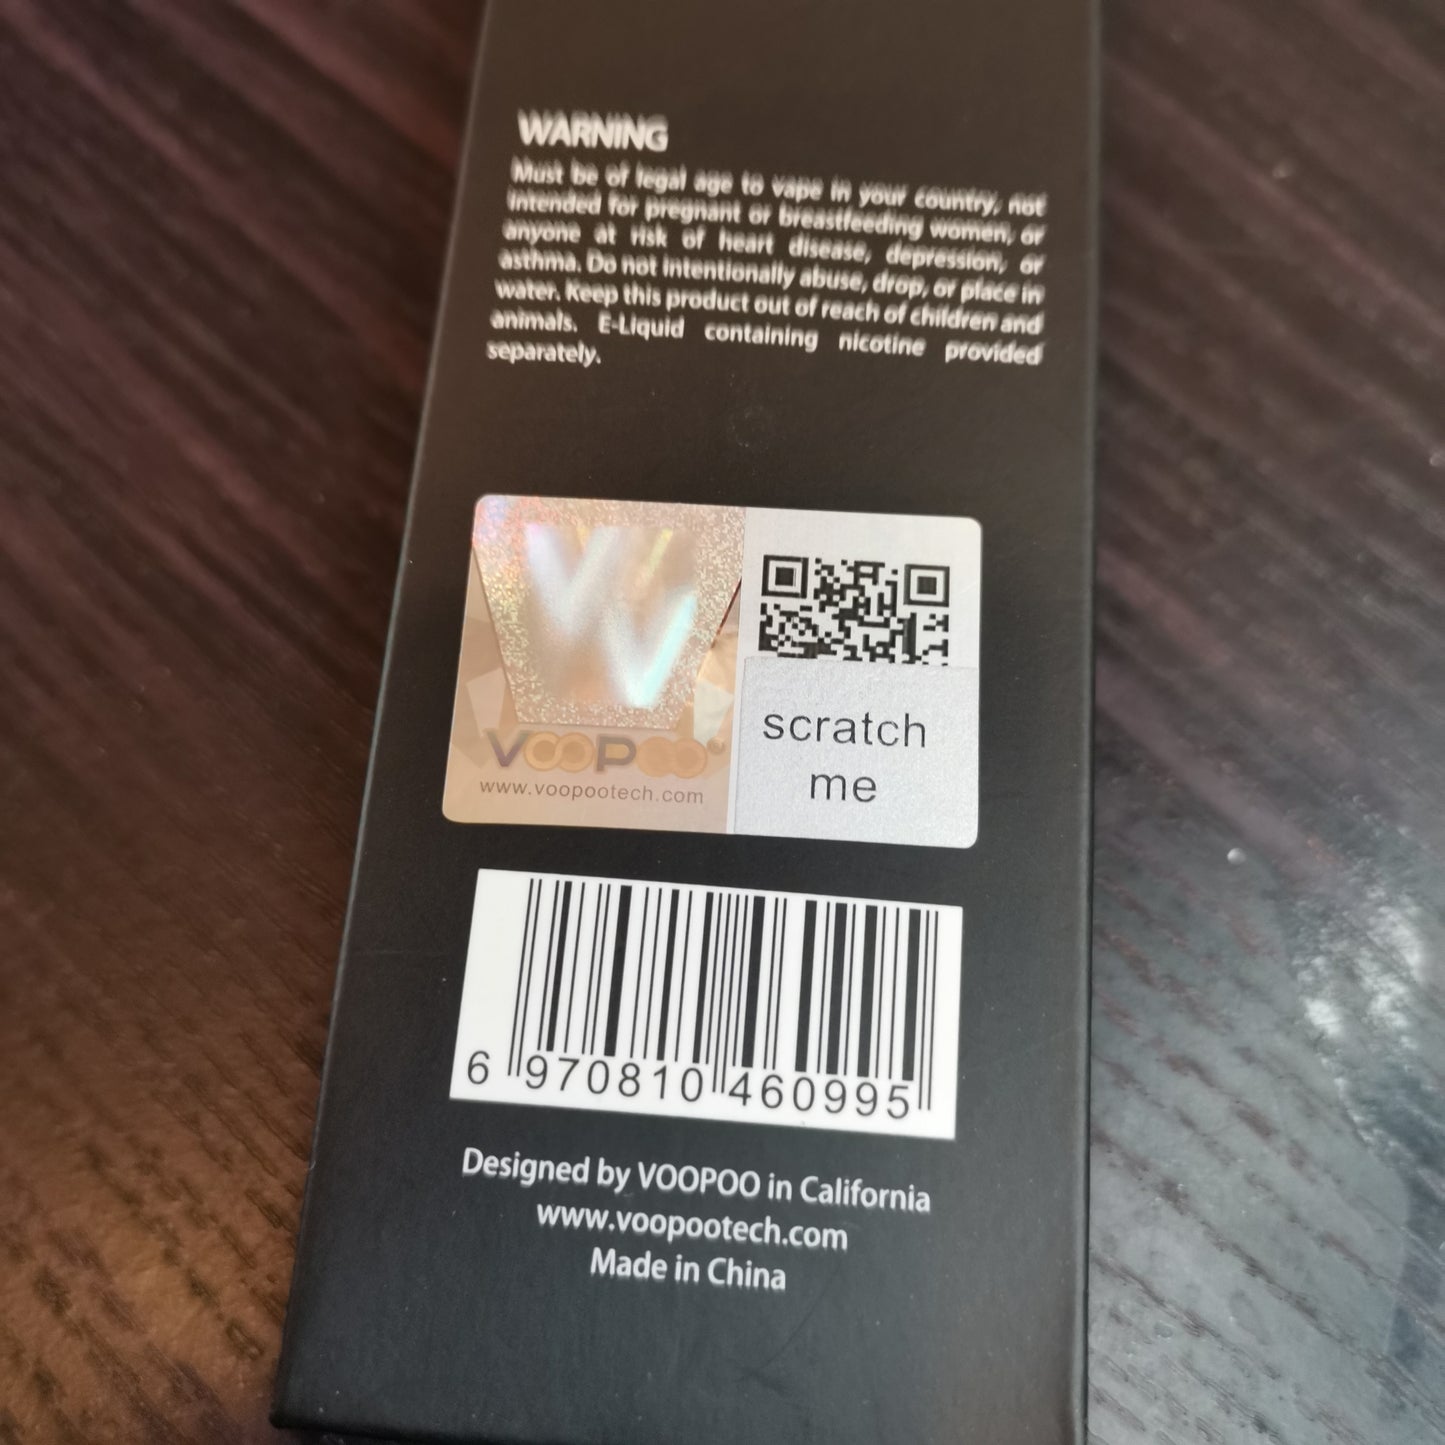 WARNING
Must be of legal age to vape in your country, not
intended for pregnant or breastfeeding women, or
anyone at risk of heart disease, depression, or
asthma. Do not intentionally abuse, drop, or place in
water. Keep this product out of reach of children and
animals. E-Liquid containing nicotine provided
separately.
VOOPOO
www.voopootech.com
scratch
me
6 970810 460995
Designed by VOOPOO in California
www.voopootech.com
Made in China